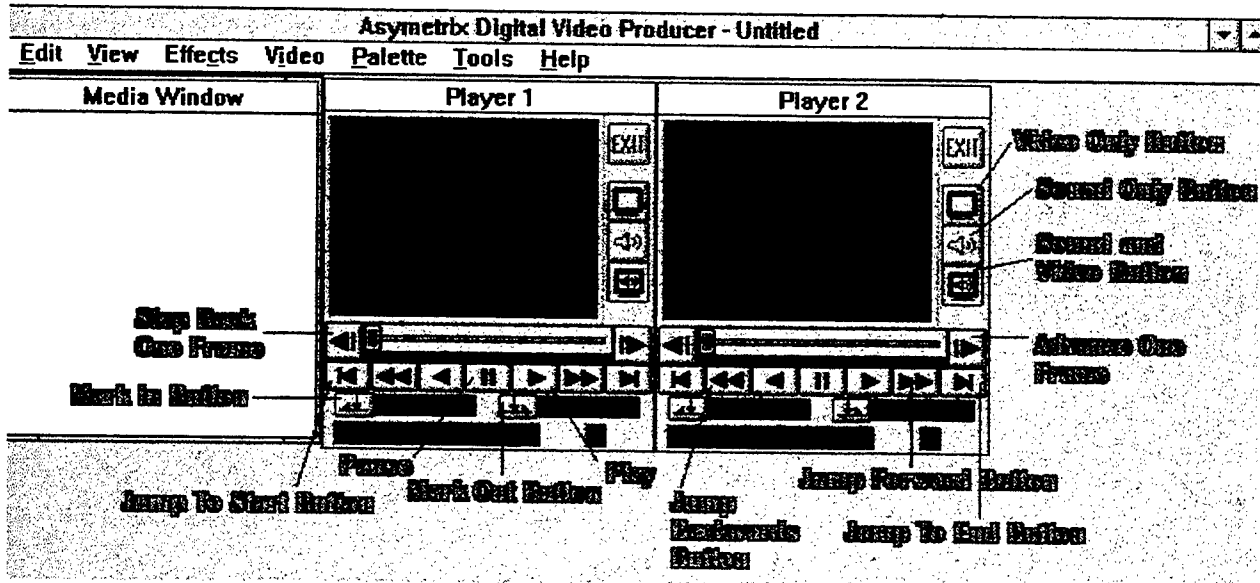 Asymetrix Digital Video Producer - Untitled
Edit View Effects Video Palette Tools Help
Media Window
Player 1
Player 2
EXIT
EXIT
Video Only Button
Sound Only Button
Sound and
Video Button
Step Back
One Frame
Advance One
Frame
Mark In Button
Pause
Play
Mark Out Button
Jump To Start Button
Jump Forward Button
Jump
Backwards
Button
Jump To End Button